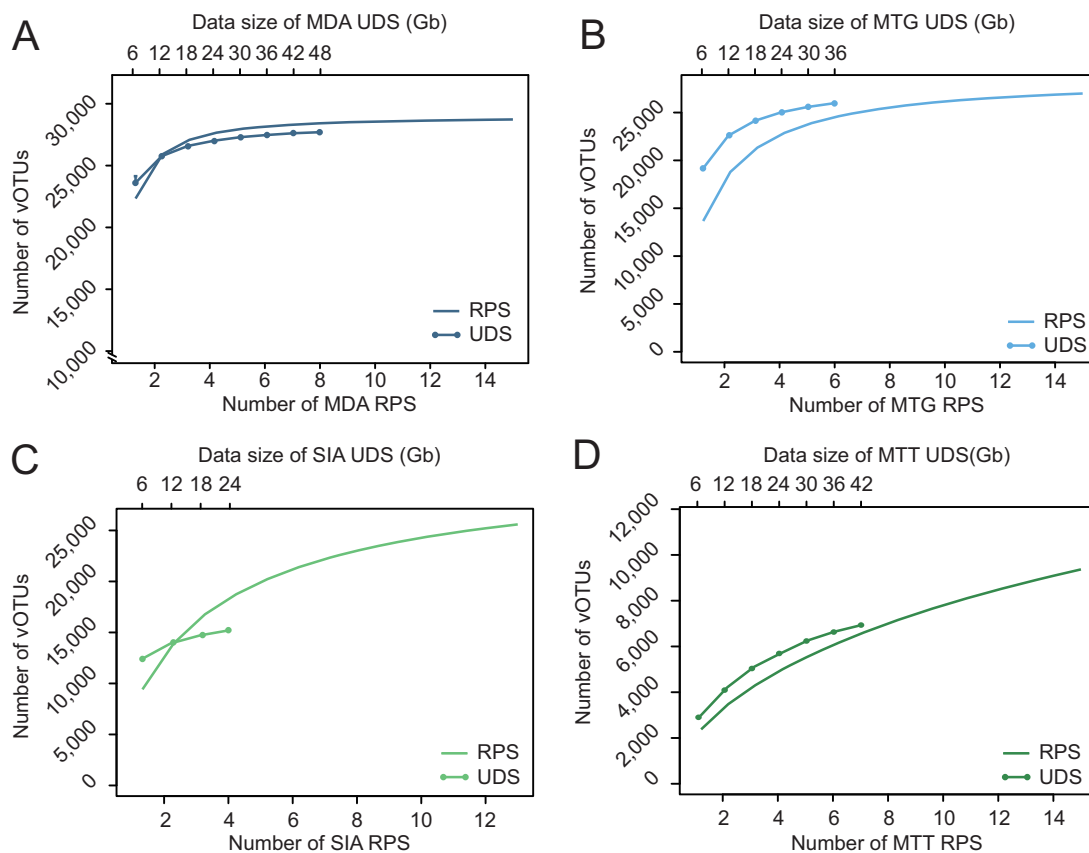 A
Data size of MDA UDS (Gb)
6 12 18 24 30 36 42 48
Number of vOTUs
30,000
25,000
20,000
15,000
10,000
RPS
UDS
2 4 6 8 10 12 14
Number of MDA RPS
B
Data size of MTG UDS (Gb)
6 12 18 24 30 36
Number of vOTUs
25,000
20,000
15,000
10,000
5,000
0
RPS
UDS
2 4 6 8 10 12 14
Number of MTG RPS
C
Data size of SIA UDS (Gb)
6 12 18 24
Number of vOTUs
25,000
20,000
15,000
10,000
5,000
0
RPS
UDS
2 4 6 8 10 12
Number of SIA RPS
D
Data size of MTT UDS(Gb)
6 12 18 24 30 36 42
Number of vOTUs
12,000
10,000
8,000
6,000
4,000
2,000
0
RPS
UDS
2 4 6 8 10 12 14
Number of MTT RPS